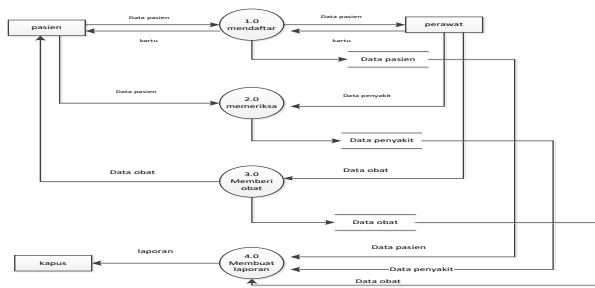 Data pasien
1.0
mendaftar
Data pasien
pasien
perawat
kartu
kartu
Data pasien
Data pasien
2.0
memeriksa
Data penyakit
Data penyakit
Data obat
3.0
Memberi
obat
Data obat
Data obat
laporan
4.0
Membuat
laporan
Data pasien
kapus
Data penyakit
Data obat